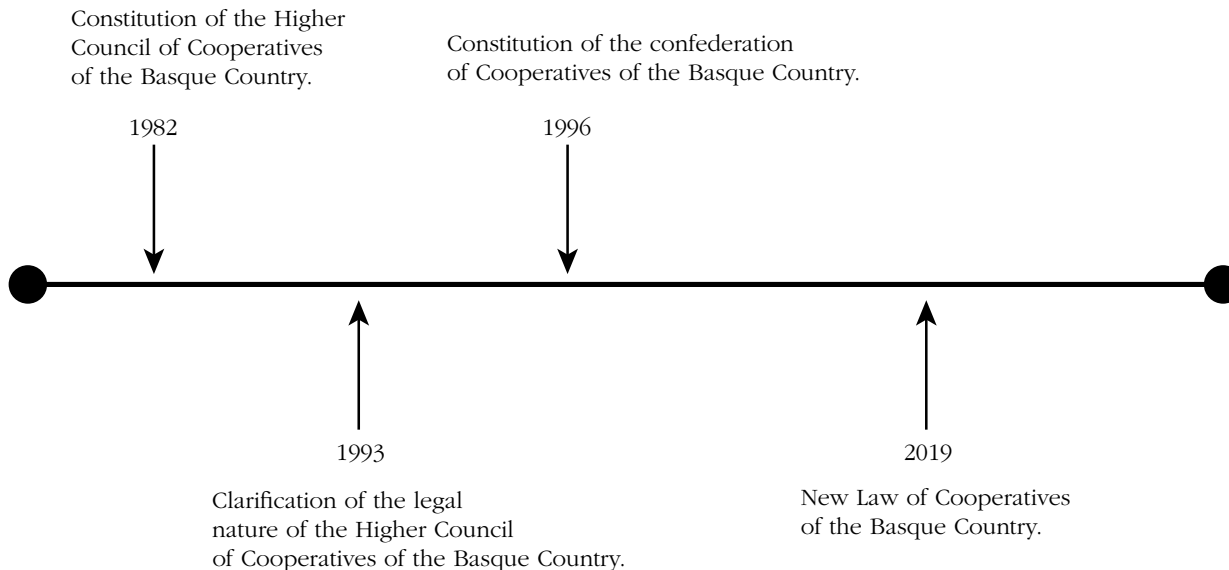 Constitution of the Higher
Council of Cooperatives
of the Basque Country.
1982
Constitution of the confederation
of Cooperatives of the Basque Country.
1996
1993
Clarification of the legal
nature of the Higher Council
of Cooperatives of the Basque Country.
2019
New Law of Cooperatives
of the Basque Country.